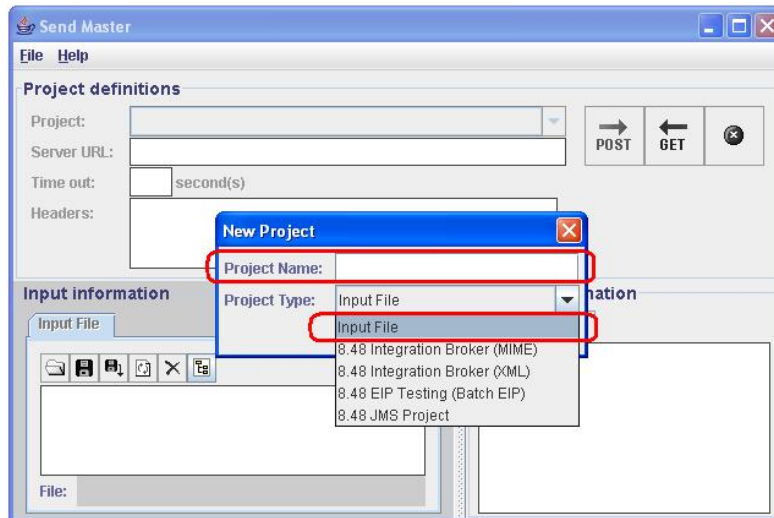 Send Master
File Help
Project definitions
Project:
Server URL:
Time out: second(s)
Headers:
POST GET
New Project
Project Name:
Project Type: Input File
Input File
8.48 Integration Broker (MIME)
8.48 Integration Broker (XML)
8.48 EIP Testing (Batch EIP)
8.48 JMS Project
Input information
Input File
File: